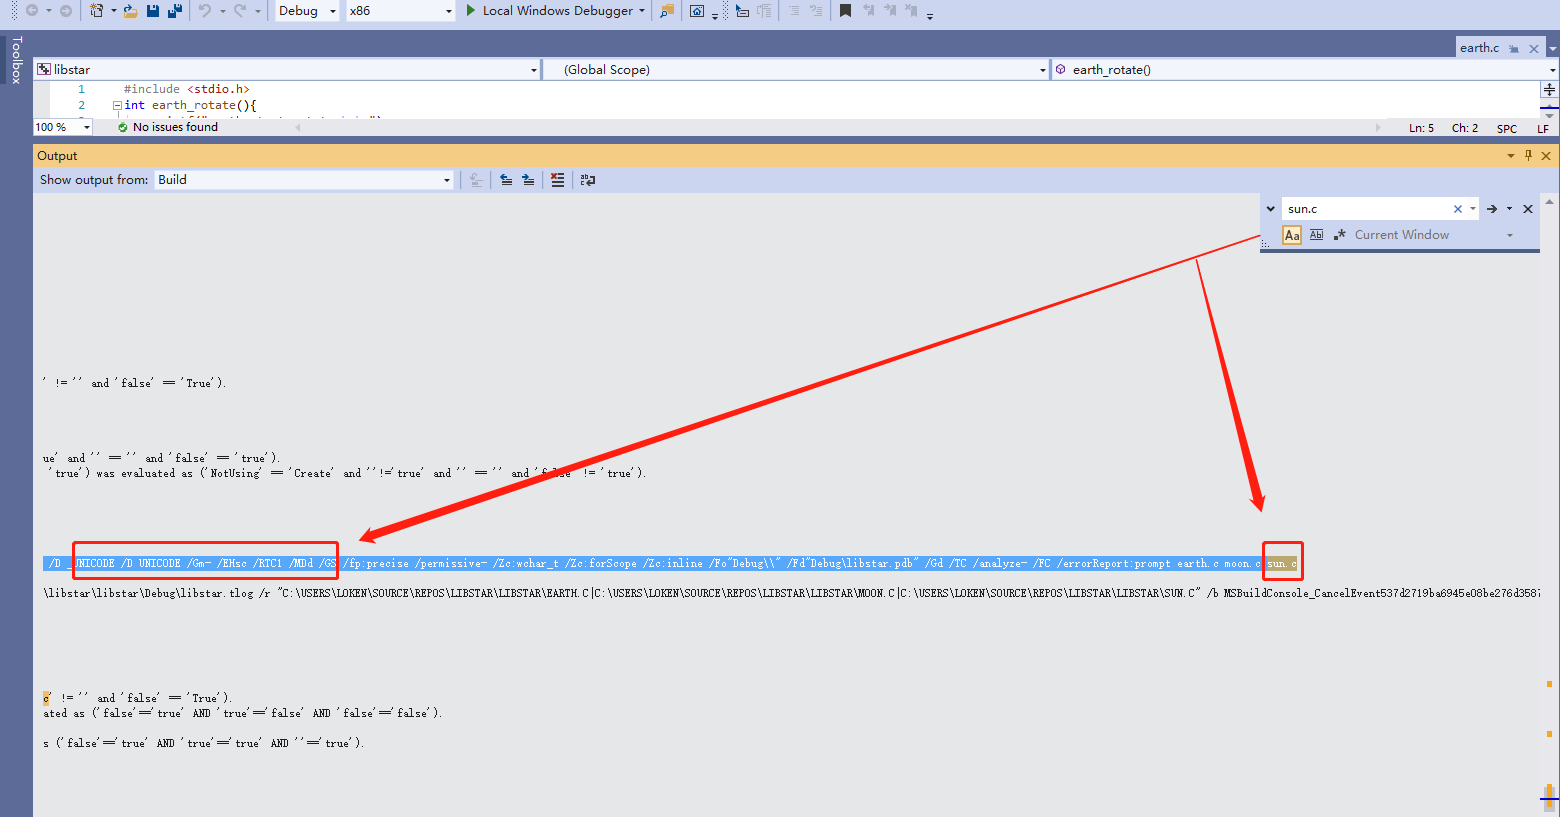 Debug
x86
Local Windows Debugger
Toolbox
earth.c
libstar
(Global Scope)
earth_rotate()
1 #include <stdio.h>
2 int earth_rotate(){
100 %
No issues found
Ln: 5 Ch: 2 SPC LF
Output
Show output from: Build
sun.c
Aa Ab Current Window
' != '' and 'false' == 'True').
ue' and '' == '' and 'false' == 'true').
'true') was evaluated as ('NotUsing' == 'Create' and ''!='true' and '' == '' and 'false' != 'true').
/D _UNICODE /D UNICODE /Gm- /EHsc /RTC1 /MDd /GS /fp:precise /permissive- /Zc:wchar_t /Zc:forScope /Zc:inline /Fo"Debug\\" /Fd"Debug\libstar.pdb" /Gd /TC /analyze- /FC /errorReport:prompt earth.c moon.c sun.c
\libstar\libstar\Debug\libstar.tlog /r "C:\USERS\LOKEN\SOURCE\REPOS\LIBSTAR\LIBSTAR\EARTH.C|C:\USERS\LOKEN\SOURCE\REPOS\LIBSTAR\LIBSTAR\MOON.C|C:\USERS\LOKEN\SOURCE\REPOS\LIBSTAR\LIBSTAR\SUN.C" /b MSBuildConsole_CancelEvent537d2719ba6945e08be276d3587
c' != '' and 'false' == 'True').
ated as ('false'=='true' AND 'true'=='false' AND 'false'=='false').
s ('false'=='true' AND 'true'=='true' AND ''=='true').